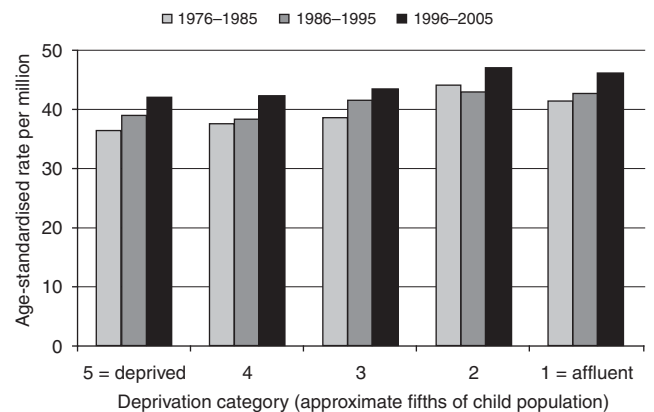 1976–1985 1986–1995 1996–2005
Age-standardised rate per million
50
40
30
20
10
0
5 = deprived 4 3 2 1 = affluent
Deprivation category (approximate fifths of child population)